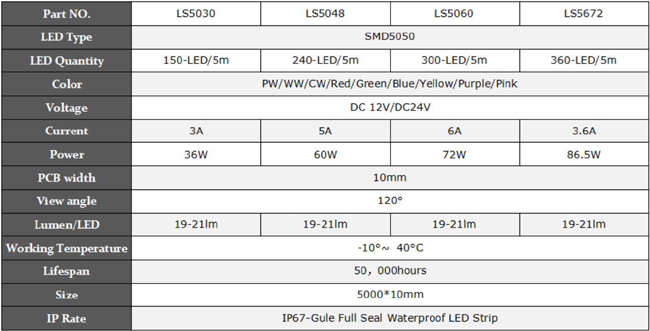 Part NO. LS5030 LS5048 LS5060 LS5672
LED Type SMD5050
LED Quantity 150-LED/5m 240-LED/5m 300-LED/5m 360-LED/5m
Color PW/WW/CW/Red/Green/Blue/Yellow/Purple/Pink
Voltage DC 12V/DC24V
Current 3A 5A 6A 3.6A
Power 36W 60W 72W 86.5W
PCB width 10mm
View angle 120°
Lumen/LED 19-21lm 19-21lm 19-21lm 19-21lm
Working Temperature -10°~ 40°C
Lifespan 50，000hours
Size 5000*10mm
IP Rate IP67-Gule Full Seal Waterproof LED Strip